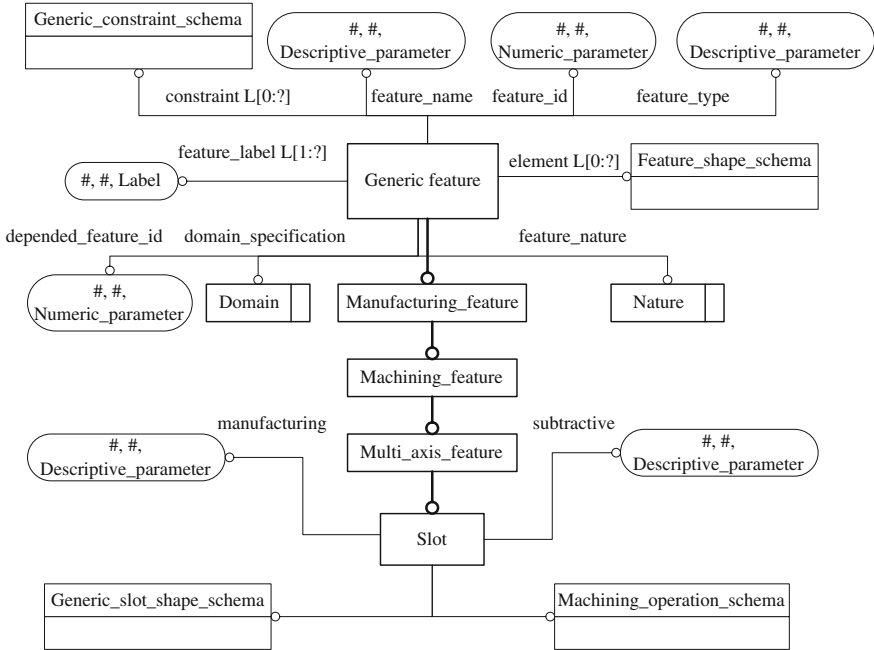 Generic_constraint_schema
#, #,
Descriptive_parameter
#, #,
Numeric_parameter
#, #,
Descriptive_parameter
constraint L[0:?]
feature_name
feature_id
feature_type
feature_label L[1:?]
#, #, Label
Generic feature
element L[0:?]
Feature_shape_schema
depended_feature_id
domain_specification
feature_nature
#, #,
Numeric_parameter
Domain
Manufacturing_feature
Nature
Machining_feature
manufacturing
subtractive
#, #,
Descriptive_parameter
Multi_axis_feature
#, #,
Descriptive_parameter
Slot
Generic_slot_shape_schema
Machining_operation_schema